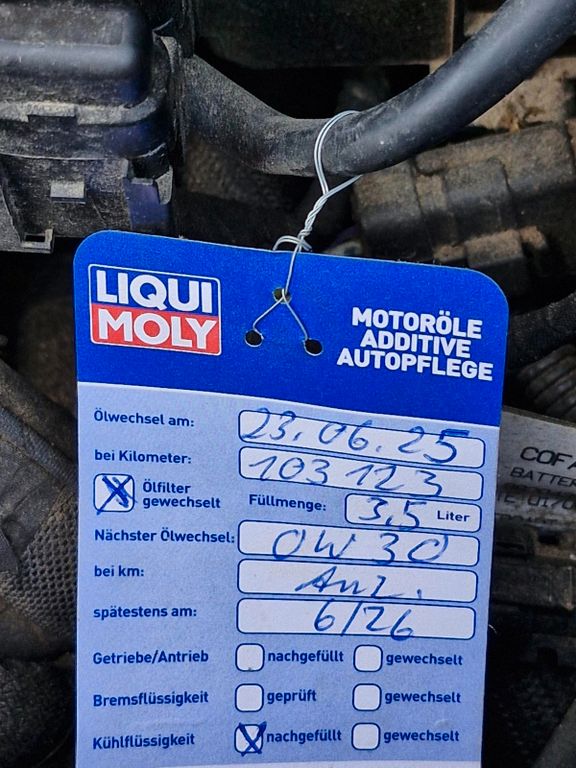 LIQUI
MOLY
MOTORÖLE
ADDITIVE
AUTOPFLEGE
Ölwechsel am: 23.06.25
bei Kilometer: 103123
Ölfilter gewechselt Füllmenge: 3,5 Liter
Nächster Ölwechsel: 0W30
bei km: Anz.
spätestens am: 6/26
Getriebe/Antrieb nachgefüllt gewechselt
Bremsflüssigkeit geprüft gewechselt
Kühlflüssigkeit nachgefüllt gewechselt
BATTER